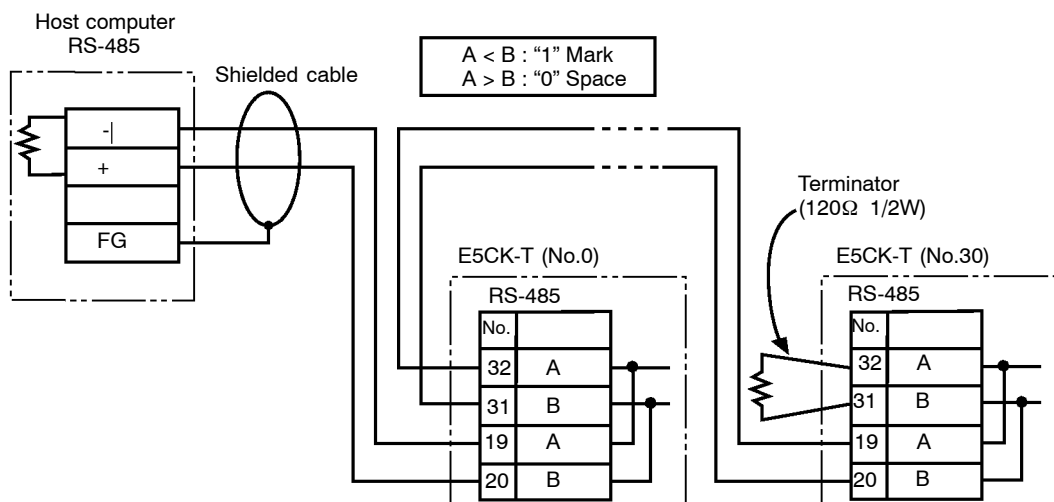 Host computer
RS-485
Shielded cable
A < B : “1” Mark
A > B : “0” Space
-|
+
FG
Terminator
(120Ω 1/2W)
E5CK-T (No.0)
RS-485
No.
32 A
31 B
19 A
20 B
E5CK-T (No.30)
RS-485
No.
32 A
31 B
19 A
20 B